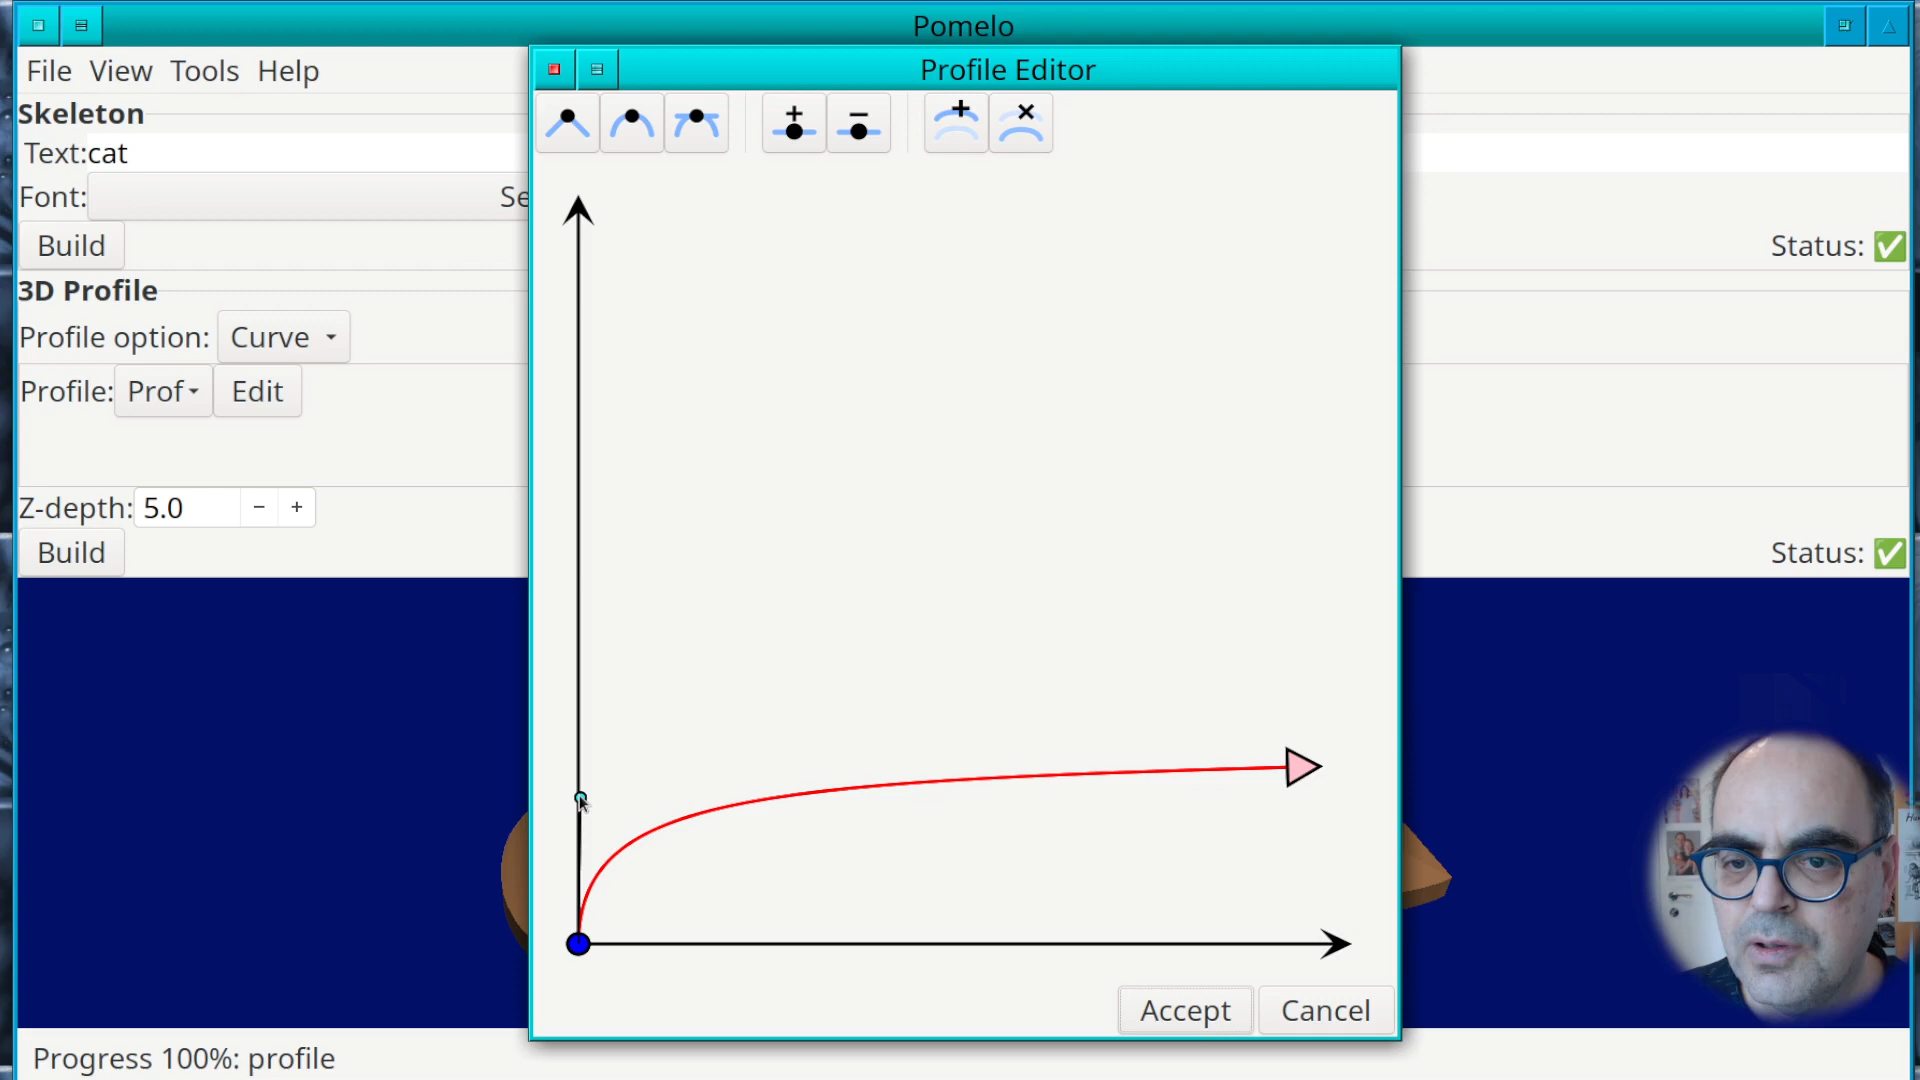 Pomelo
File View Tools Help
Profile Editor
Skeleton
Text: cat
Font: Se
Build
Status: ✅
3D Profile
Profile option: Curve
Profile: Prof
Edit
Z-depth: 5.0 − +
Build
Status: ✅
Accept
Cancel
Progress 100%: profile